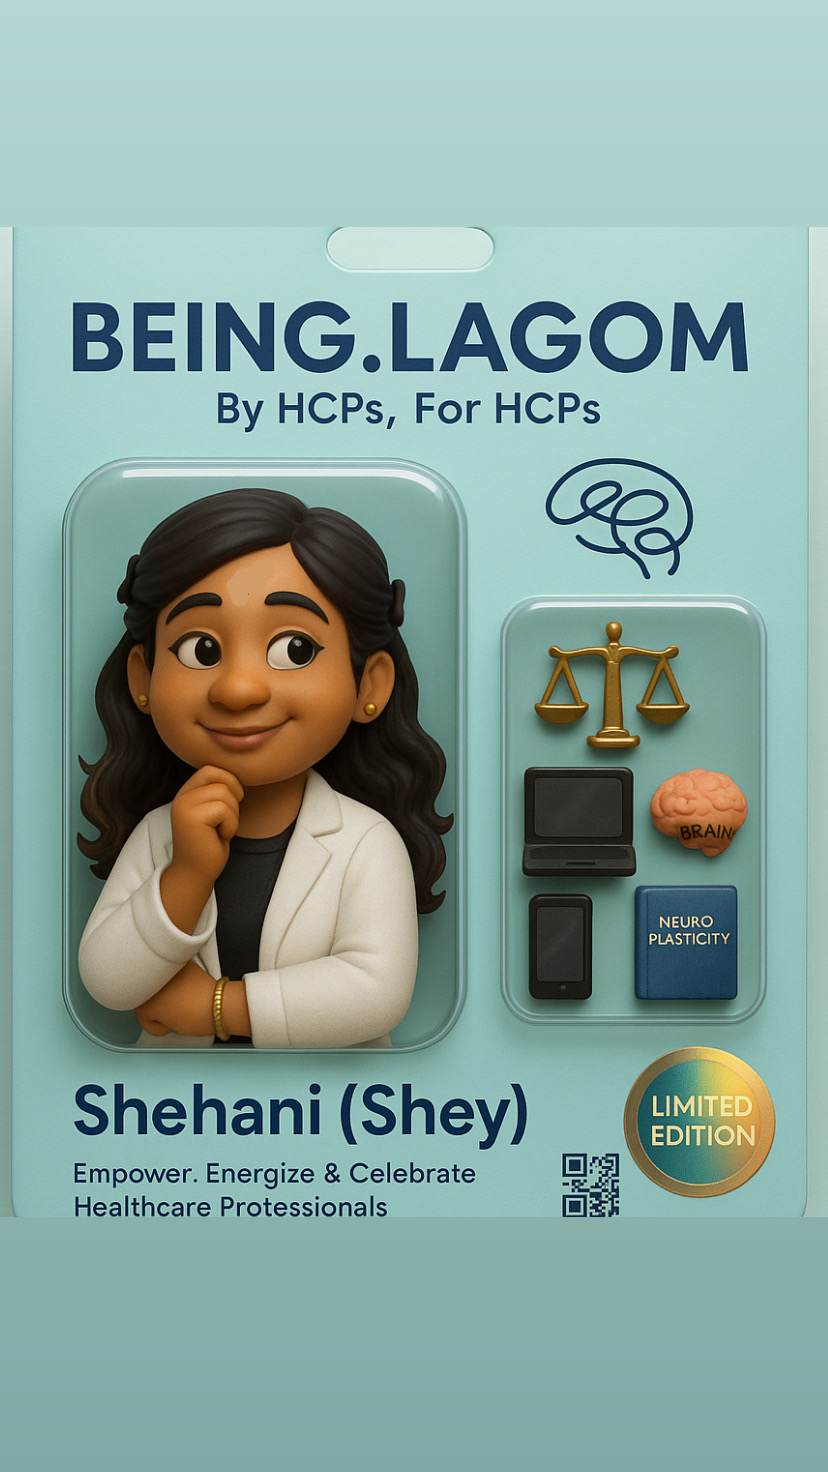 BEING.LAGOM
By HCPs, For HCPs
BRAIN
NEURO
PLASTICITY
Shehani (Shey)
LIMITED
EDITION
Empower. Energize & Celebrate
Healthcare Protessionals